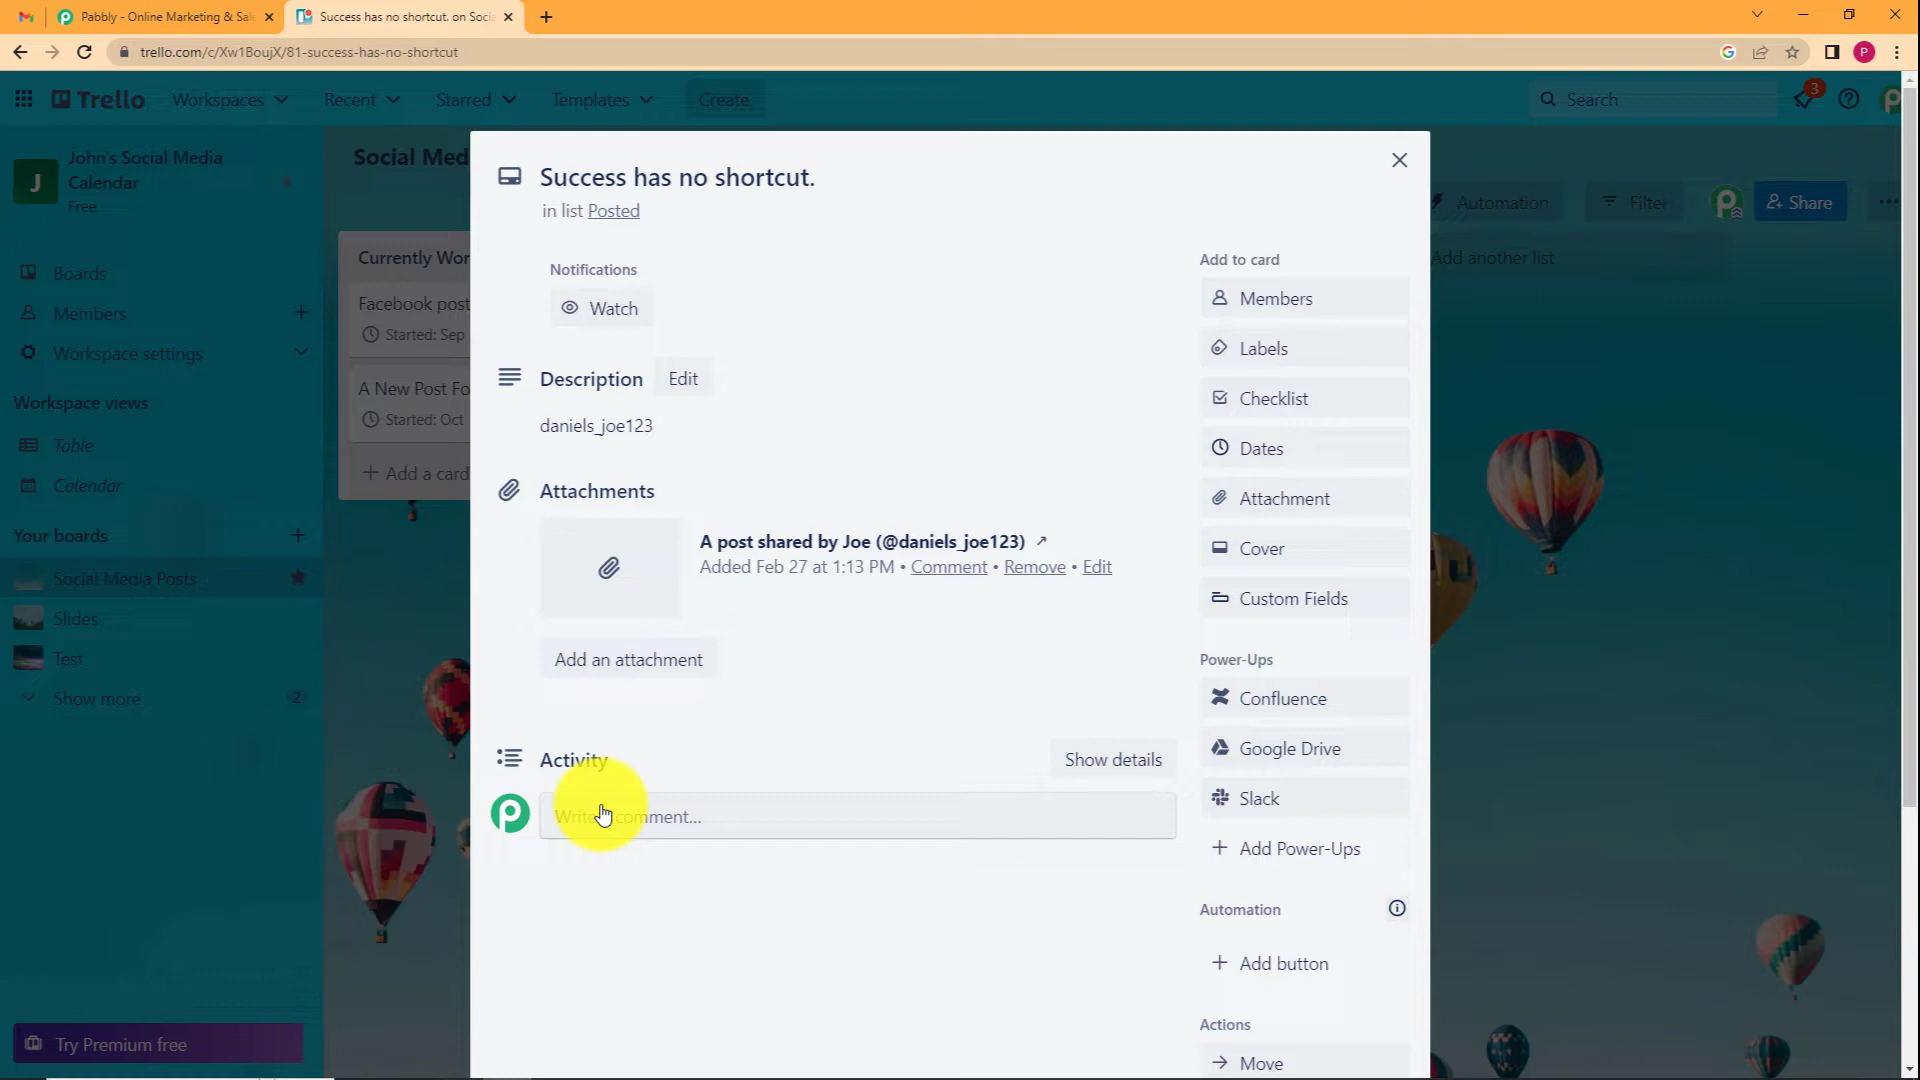 Pabbly - Online Marketing & Sal
Success has no shortcut. on Soci
trello.com/c/Xw1BoujX/81-success-has-no-shortcut
P
Trello
Workspaces
Recent
Starred
Templates
Create
Search
3
J
John's Social Media
Calendar
Free
Boards
Members
Workspace settings
Workspace views
Table
Calendar
Your boards
Social Media Posts
Slides
Test
Show more
2
Try Premium free
Social Med
Currently Wor
Facebook post
Started: Sep
A New Post Fo
Started: Oct
Add a card
Automation
Filter
Share
Add another list
Success has no shortcut.
in list Posted
Notifications
Watch
Description
Edit
daniels_joe123
Attachments
A post shared by Joe (@daniels_joe123)
Added Feb 27 at 1:13 PM • Comment • Remove • Edit
Add an attachment
Activity
Show details
Write comment...
Add to card
Members
Labels
Checklist
Dates
Attachment
Cover
Custom Fields
Power-Ups
Confluence
Google Drive
Slack
Add Power-Ups
Automation
Add button
Actions
Move